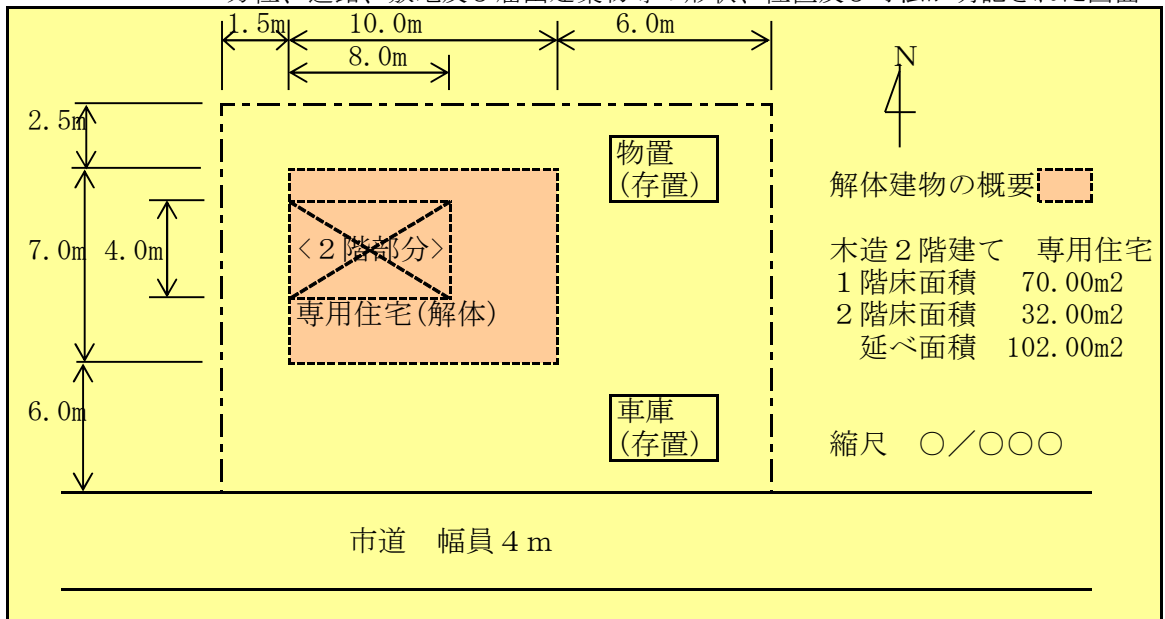 1.5m 10.0m 6.0m
8.0m
N
2.5m
物置
(存置)
解体建物の概要
7.0m 4.0m
<２階部分>
木造２階建て 専用住宅
１階床面積 70.00m2
専用住宅(解体)
２階床面積 32.00m2
延べ面積 102.00m2
6.0m
車庫
(存置)
縮尺 ○／○○○
市道 幅員４ｍ